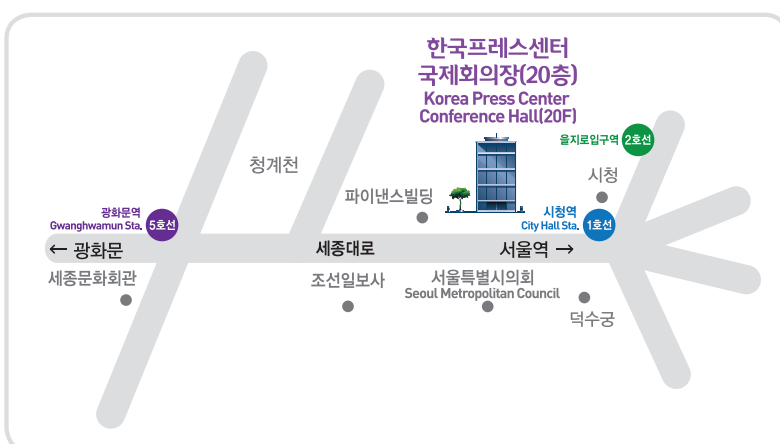 한국프레스센터
국제회의장(20층)
Korea Press Center
Conference Hall(20F)
을지로입구역 2호선
청계천
시청
파이낸스빌딩
광화문역
Gwanghwamun Sta. 5호선
시청역
City Hall Sta. 1호선
← 광화문 세종대로 서울역 →
세종문화회관 조선일보사 서울특별시의회
Seoul Metropolitan Council
덕수궁